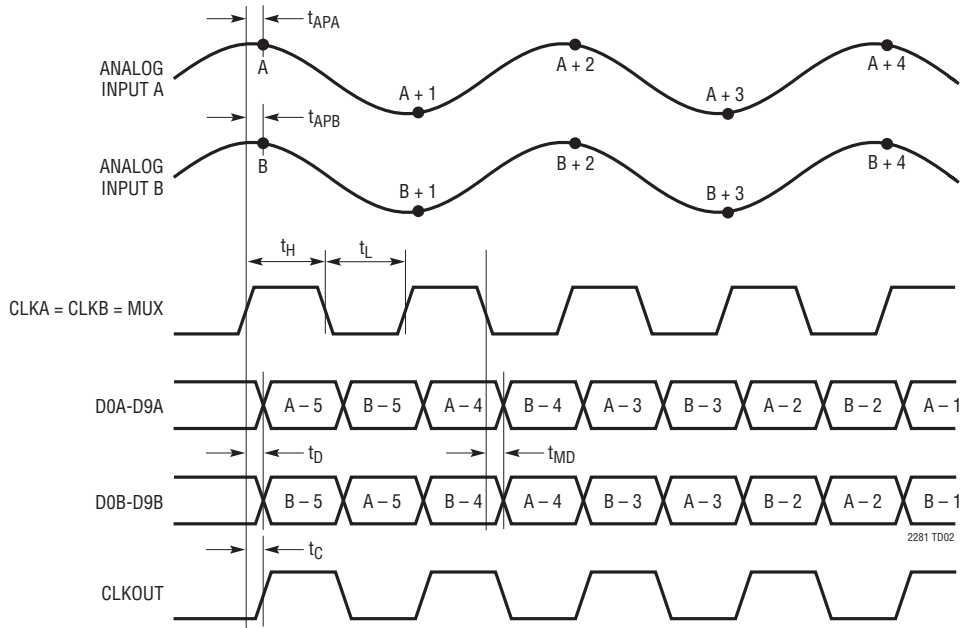 tAPA
ANALOG
INPUT A
A
A + 1
A + 2
A + 3
A + 4
tAPB
ANALOG
INPUT B
B
B + 1
B + 2
B + 3
B + 4
tH
tL
CLKA = CLKB = MUX
D0A-D9A
A – 5
B – 5
A – 4
B – 4
A – 3
B – 3
A – 2
B – 2
A – 1
tD
tMD
D0B-D9B
B – 5
A – 5
B – 4
A – 4
B – 3
A – 3
B – 2
A – 2
B – 1
2281 TD02
tC
CLKOUT